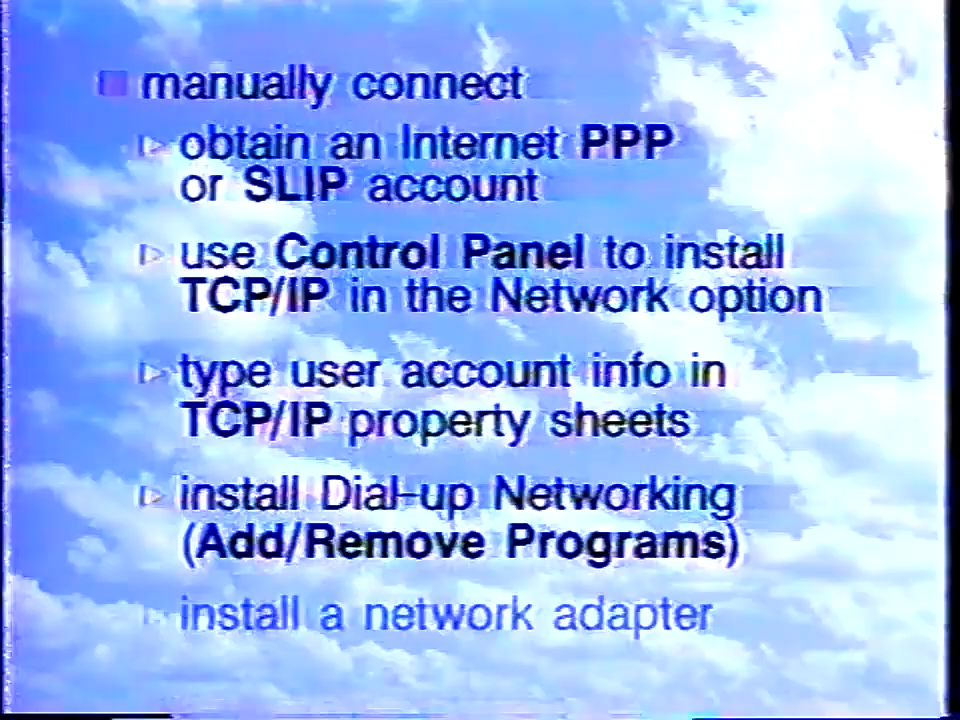 manually connect
obtain an Internet PPP
or SLIP account
use Control Panel to install
TCP/IP in the Network option
type user account info in
TCP/IP property sheets
install Dial-up Networking
(Add/Remove Programs)
install a network adapter